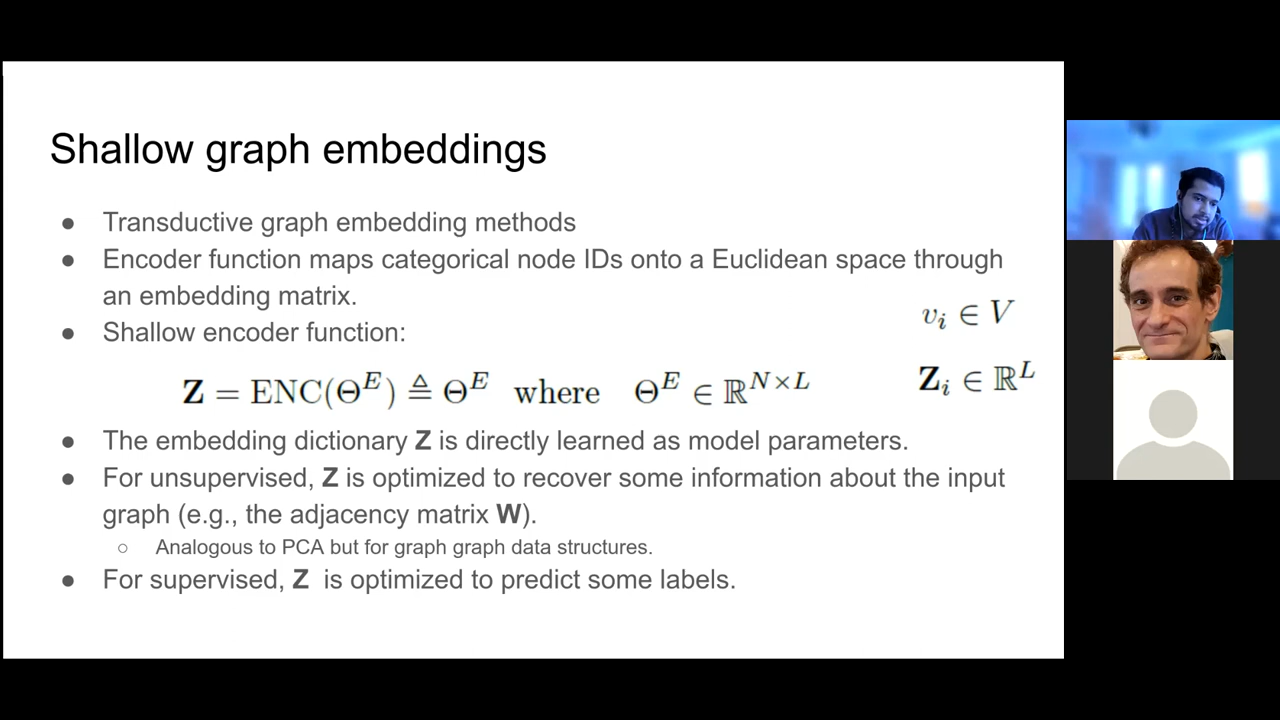 Shallow graph embeddings
● Transductive graph embedding methods
● Encoder function maps categorical node IDs onto a Euclidean space through
an embedding matrix.
● Shallow encoder function:
v_i ∈ V
Z = ENC(Θ^E) ≜ Θ^E where Θ^E ∈ ℝ^{N×L}
Z_i ∈ ℝ^L
● The embedding dictionary Z is directly learned as model parameters.
● For unsupervised, Z is optimized to recover some information about the input
graph (e.g., the adjacency matrix W).
○ Analogous to PCA but for graph graph data structures.
● For supervised, Z is optimized to predict some labels.